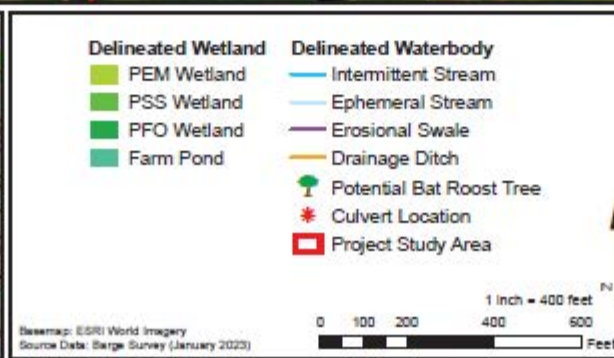 Delineated Wetland
PEM Wetland
PSS Wetland
PFO Wetland
Farm Pond
Delineated Waterbody
Intermittent Stream
Ephemeral Stream
Erosional Swale
Drainage Ditch
Potential Bat Roost Tree
Culvert Location
Project Study Area
N
1 Inch = 400 feet
0 100 200 400 600
Feet
Basemap: ESRI World Imagery
Source Data: Barge Survey (January 2023)